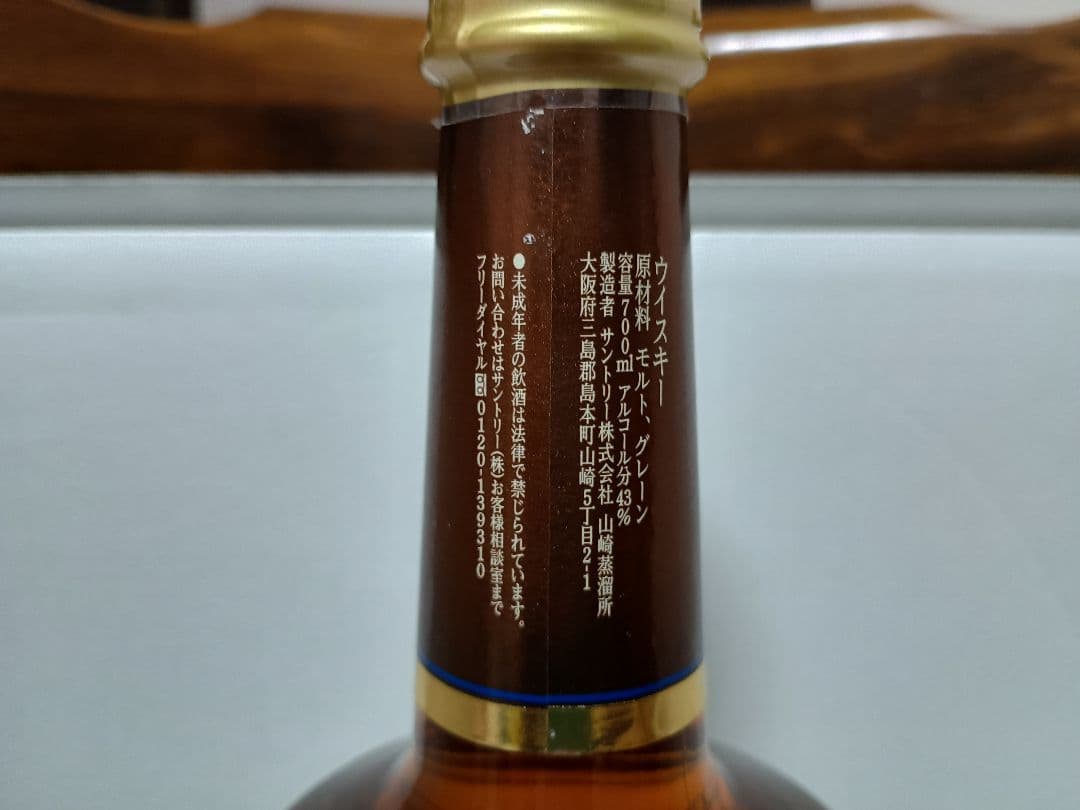 ウイスキー
原材料 モルト、グレーン
容量700ml アルコール分43%
製造者 サントリー株式会社 山崎蒸溜所
大阪府三島郡島本町山崎5丁目2-1
●未成年者の飲酒は法律で禁じられています。
お問い合わせはサントリー(株)お客様相談室まで
フリーダイヤル 0120-139310